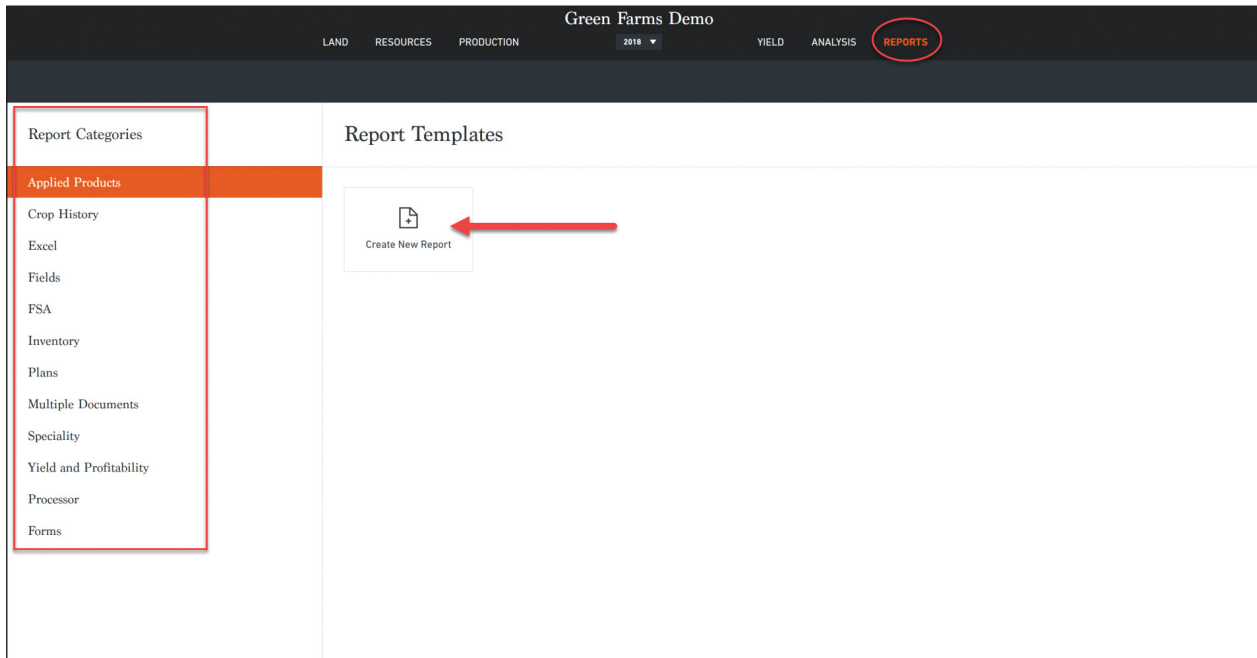 Green Farms Demo
LAND RESOURCES PRODUCTION 2018 YIELD ANALYSIS REPORTS
Report Categories
Applied Products
Crop History
Excel
Fields
FSA
Inventory
Plans
Multiple Documents
Speciality
Yield and Profitability
Processor
Forms
Report Templates
Create New Report